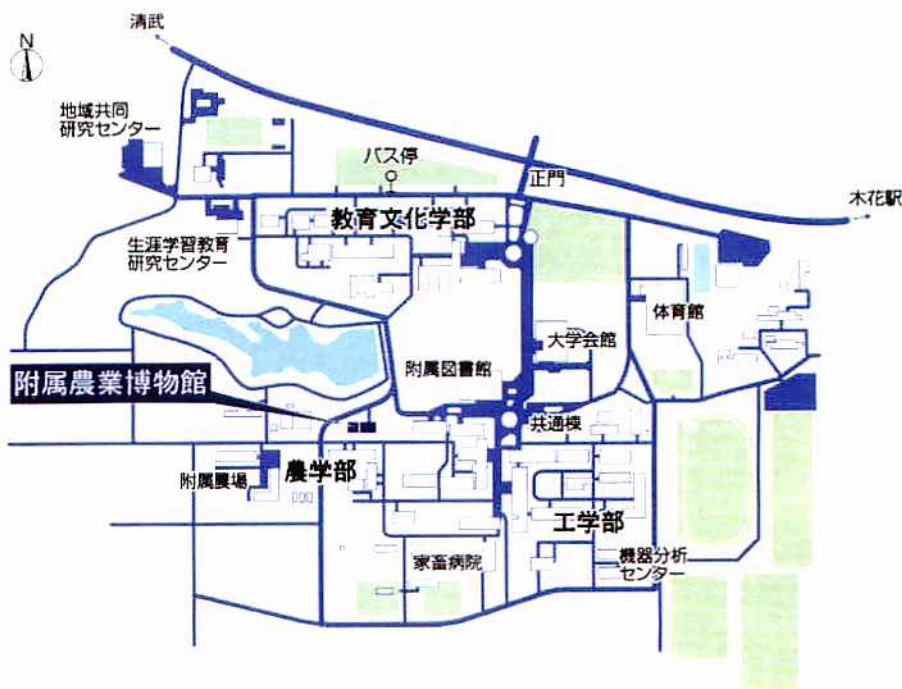 清武
N
地域共同
研究センター
バス停
正門
木花駅
教育文化学部
生涯学習教育
研究センター
体育館
大学会館
附属図書館
附属農業博物館
共通棟
農学部
附属農場
工学部
家畜病院
機器分析
センター